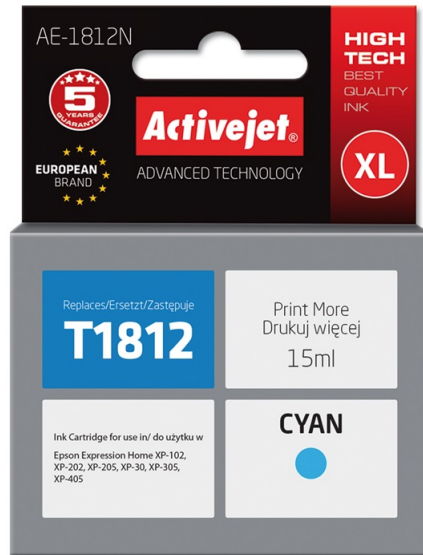 AE-1812N
HIGH
TECH
BEST
QUALITY
INK
5
YEARS
GUARANTEE
EUROPEAN
BRAND
Activejet®
ADVANCED TECHNOLOGY
XL
Replaces/Ersetzt/Zastępuje
T1812
Print More
Drukuj więcej
15ml
Ink Cartridge for use in/ do użytku w
Epson Expression Home XP-102,
XP-202, XP-205, XP-30, XP-305,
XP-405
CYAN